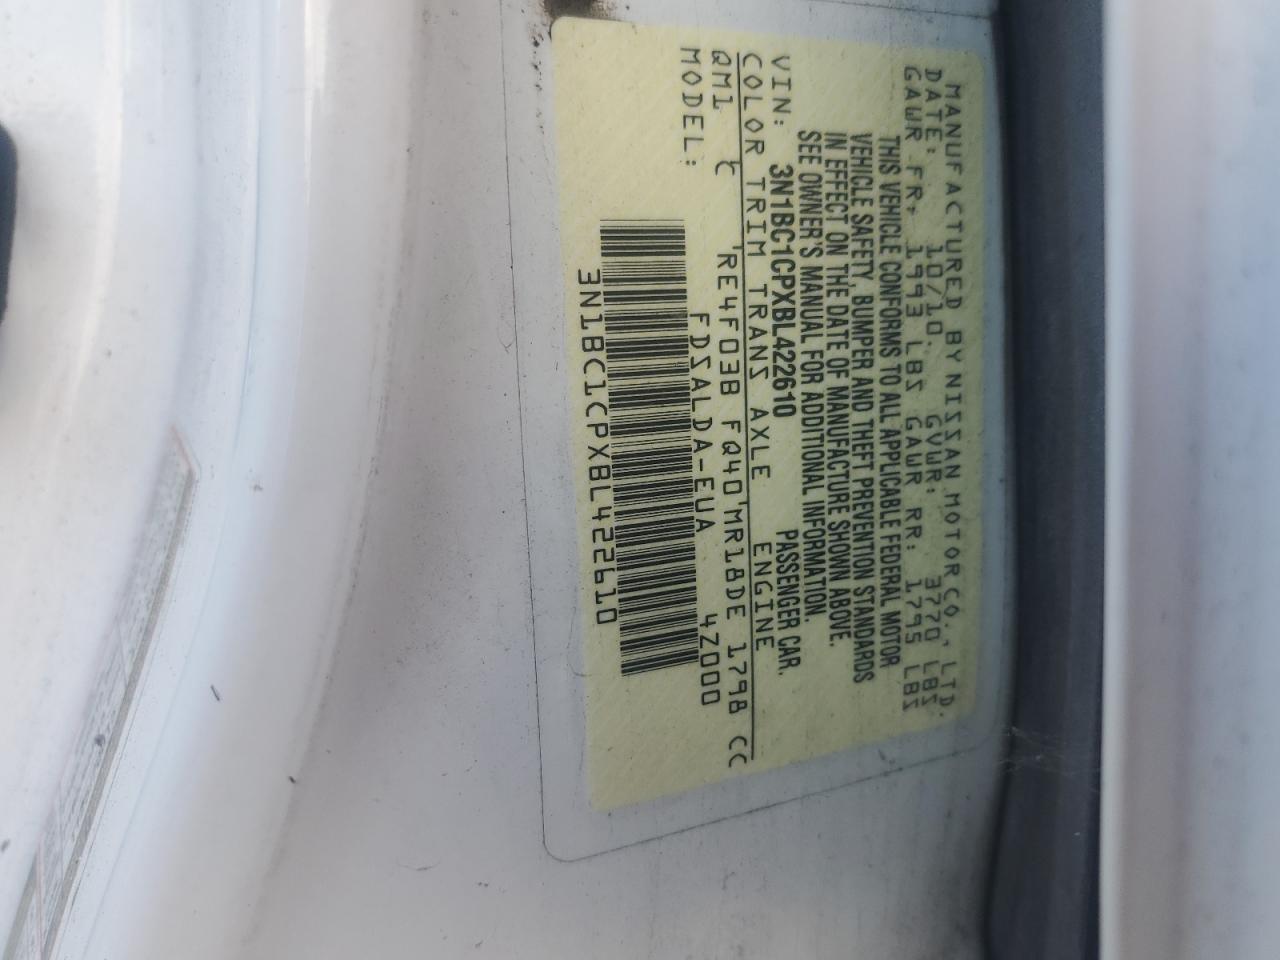 MANUFACTURED BY NISSAN MOTOR CO., LTD.
DATE: 10/10. GVWR: 3770 LBS
GAWR FR: 1993 LBS GAWR RR: 1795 LBS
THIS VEHICLE CONFORMS TO ALL APPLICABLE FEDERAL MOTOR
VEHICLE SAFETY, BUMPER AND THEFT PREVENTION STANDARDS
IN EFFECT ON THE DATE OF MANUFACTURE SHOWN ABOVE.
SEE OWNER'S MANUAL FOR ADDITIONAL INFORMATION.
VIN: 3N1BC1CPXBL422610 PASSENGER CAR.
COLOR TRIM TRANS AXLE ENGINE
QM1 C RE4F03B FQ40 MR18DE 1798 CC
MODEL: FDSALDA-EUA 4Z000
3N1BC1CPXBL422610